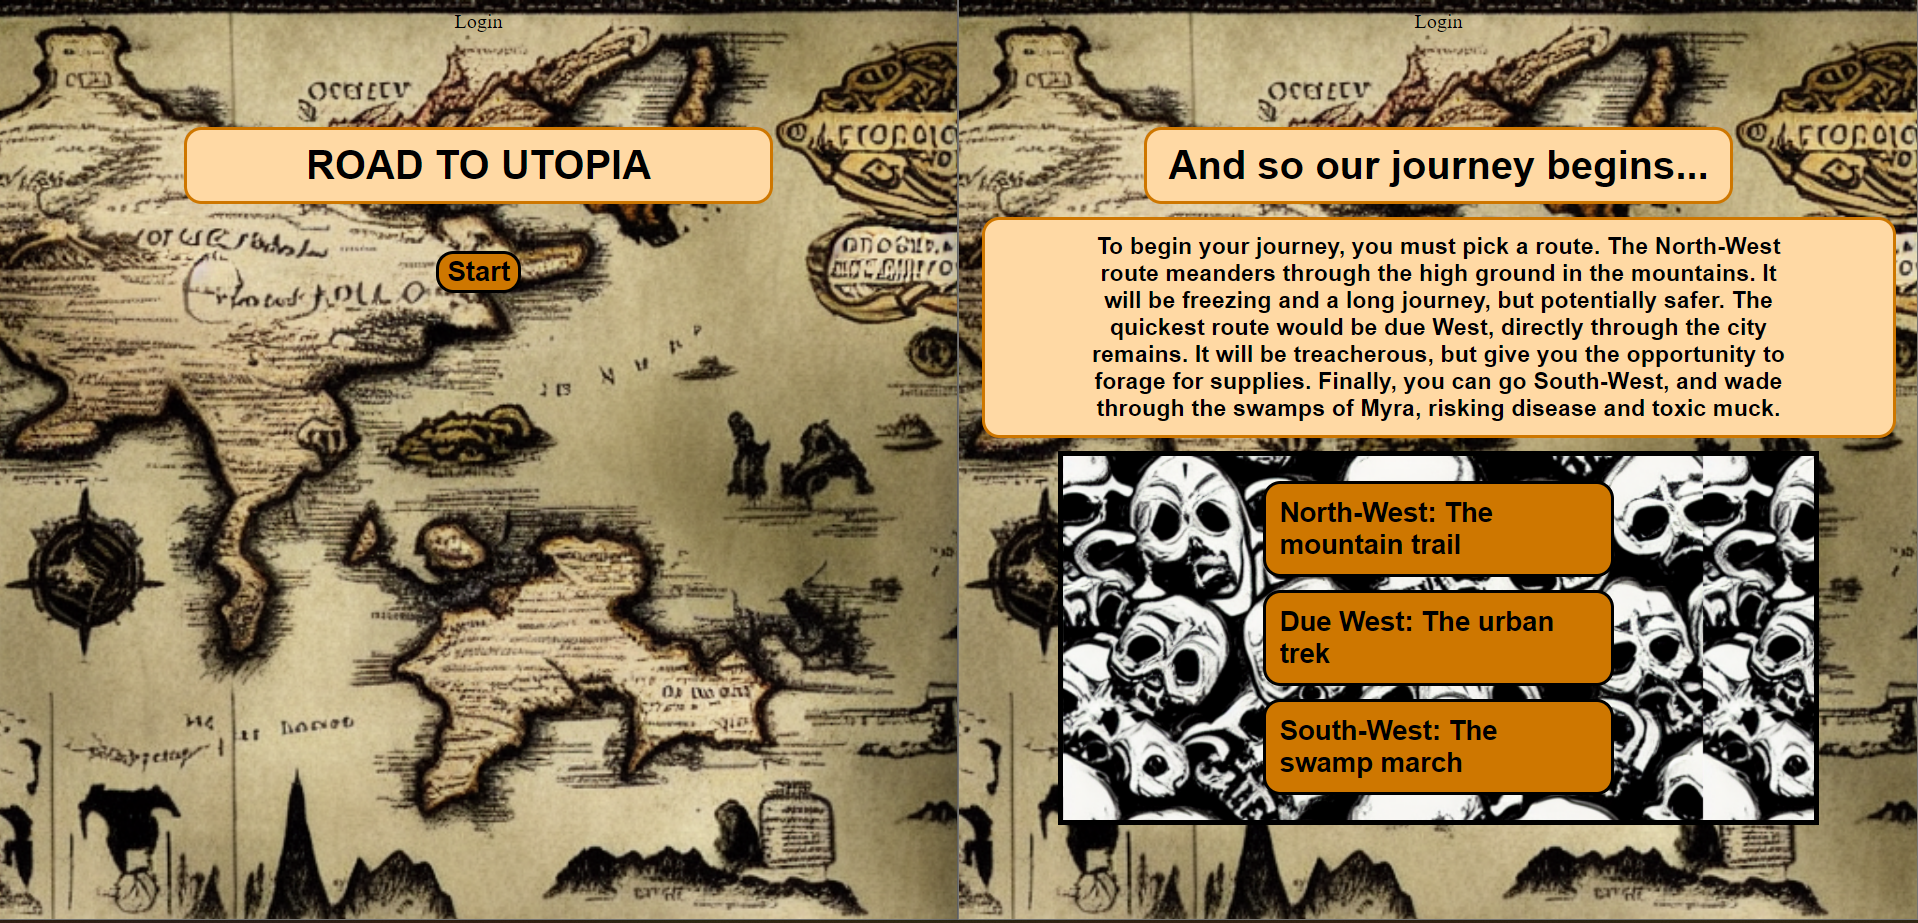 Login
ROAD TO UTOPIA
Start
Login
And so our journey begins...
To begin your journey, you must pick a route. The North-West
route meanders through the high ground in the mountains. It
will be freezing and a long journey, but potentially safer. The
quickest route would be due West, directly through the city
remains. It will be treacherous, but give you the opportunity to
forage for supplies. Finally, you can go South-West, and wade
through the swamps of Myra, risking disease and toxic muck.
North-West: The
mountain trail
Due West: The urban
trek
South-West: The
swamp march